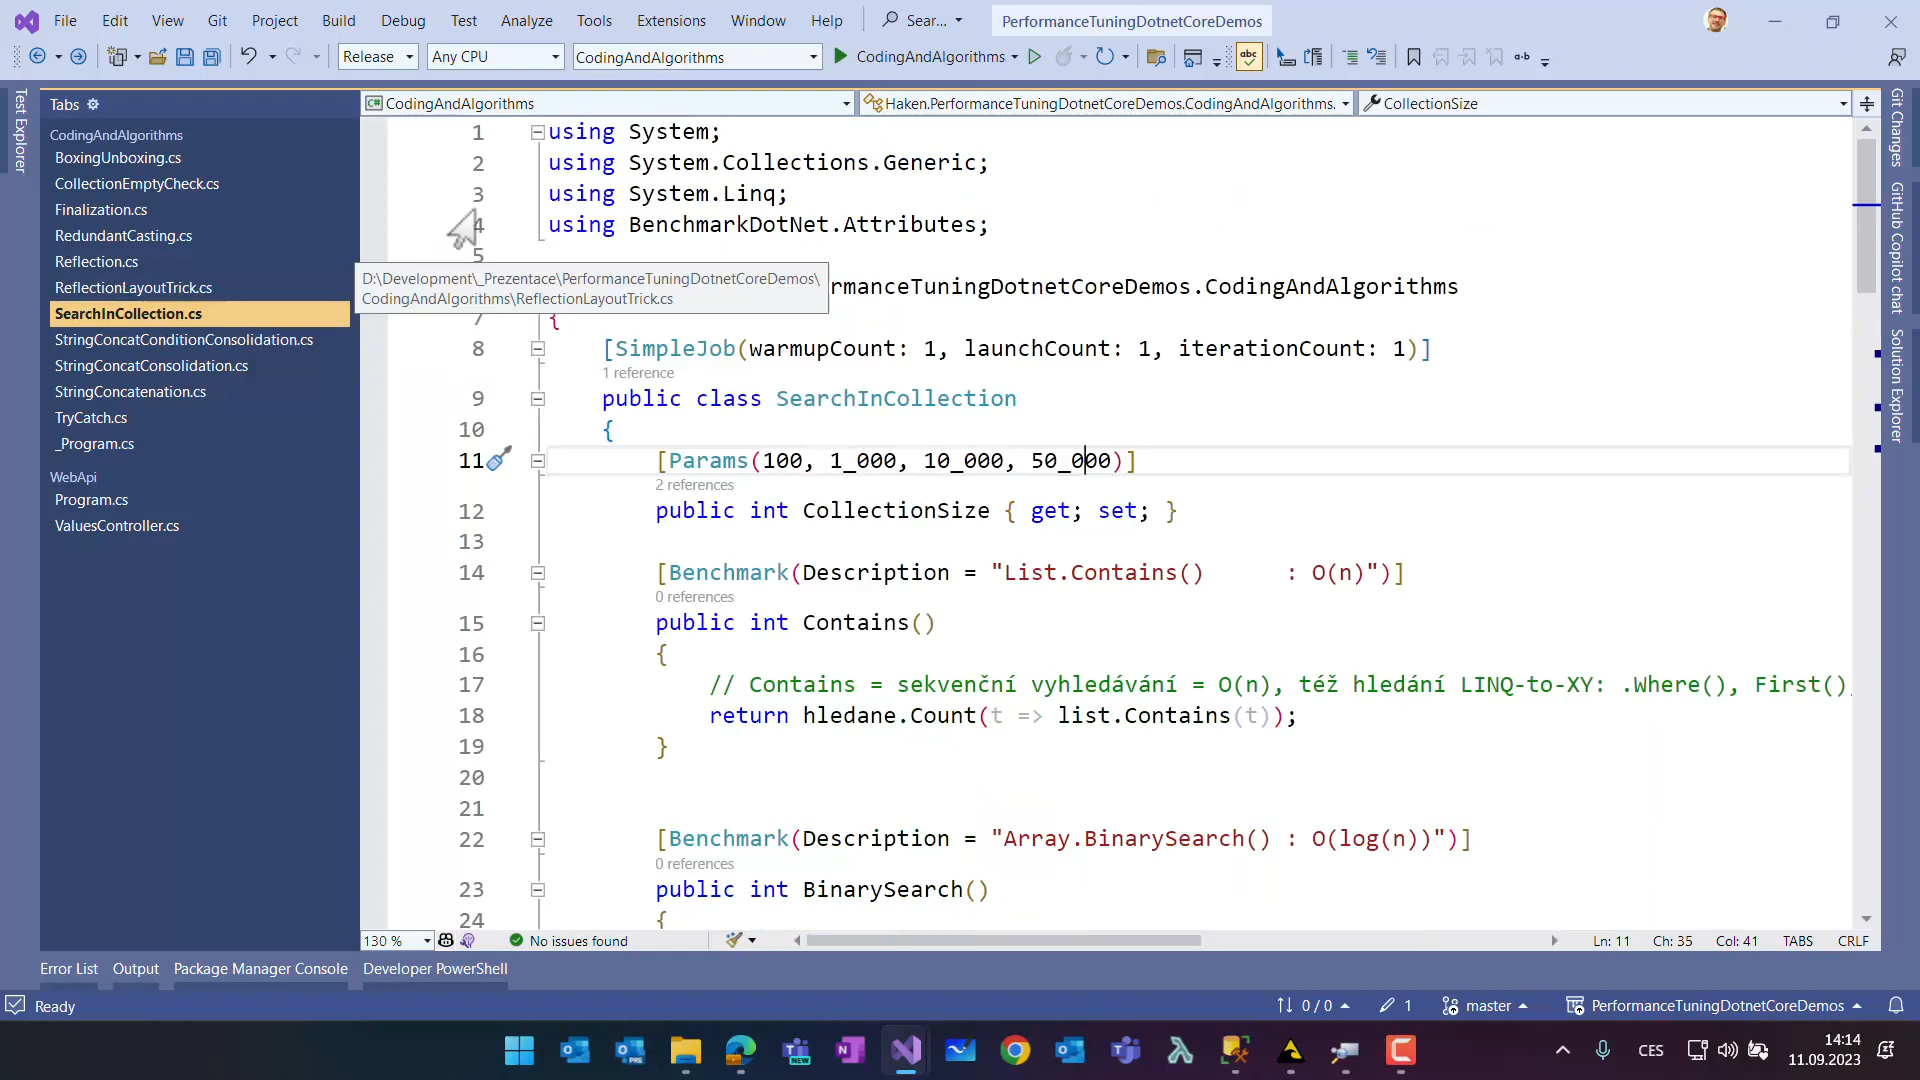 File Edit View Git Project Build Debug Test Analyze Tools Extensions Window Help Sear... PerformanceTuningDotnetCoreDemos
Release Any CPU CodingAndAlgorithms CodingAndAlgorithms
Test Explorer
Tabs
CodingAndAlgorithms
BoxingUnboxing.cs
CollectionEmptyCheck.cs
Finalization.cs
RedundantCasting.cs
Reflection.cs
ReflectionLayoutTrick.cs
SearchInCollection.cs
StringConcatConditionConsolidation.cs
StringConcatConsolidation.cs
StringConcatenation.cs
TryCatch.cs
_Program.cs
WebApi
Program.cs
ValuesController.cs
C# CodingAndAlgorithms Haken.PerformanceTuningDotnetCoreDemos.CodingAndAlgorithms. CollectionSize
1 using System;
2 using System.Collections.Generic;
3 using System.Linq;
4 using BenchmarkDotNet.Attributes;
5
D:\Development\_Prezentace\PerformanceTuningDotnetCoreDemos\
CodingAndAlgorithms\ReflectionLayoutTrick.cs
rmanceTuningDotnetCoreDemos.CodingAndAlgorithms
7 {
8 [SimpleJob(warmupCount: 1, launchCount: 1, iterationCount: 1)]
1 reference
9 public class SearchInCollection
10 {
11 [Params(100, 1_000, 10_000, 50_000)]
2 references
12 public int CollectionSize { get; set; }
13
14 [Benchmark(Description = "List.Contains()      : O(n)")]
0 references
15 public int Contains()
16 {
17 // Contains = sekvenční vyhledávání = O(n), též hledání LINQ-to-XY: .Where(), First()
18 return hledane.Count(t => list.Contains(t));
19 }
20
21
22 [Benchmark(Description = "Array.BinarySearch() : O(log(n))")]
0 references
23 public int BinarySearch()
24 {
Git Changes
GitHub Copilot chat
Solution Explorer
130 % No issues found Ln: 11 Ch: 35 Col: 41 TABS CRLF
Error List Output Package Manager Console Developer PowerShell
Ready 0 / 0 1 master PerformanceTuningDotnetCoreDemos
CES 14:14
11.09.2023